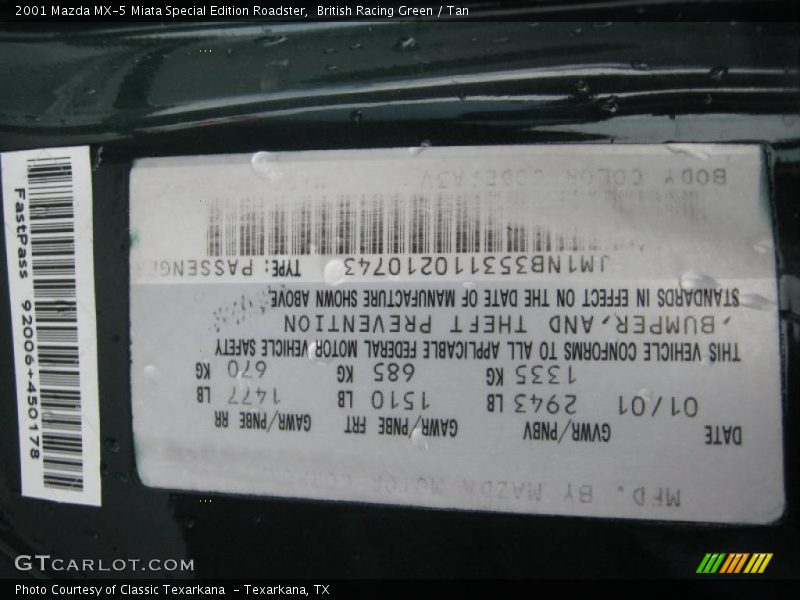 2001 Mazda MX-5 Miata Special Edition Roadster, British Racing Green / Tan
FastPass 92006+450178
MFD. BY MAZDA MOTOR
DATE GVWR/PNBV GAWR/PNBE FRT GAWR/PNBE RR
01/01 2943 LB 1510 LB 1477 LB
1335 KG 685 KG 670 KG
THIS VEHICLE CONFORMS TO ALL APPLICABLE FEDERAL MOTOR VEHICLE SAFETY
, BUMPER, AND THEFT PREVENTION
STANDARDS IN EFFECT ON THE DATE OF MANUFACTURE SHOWN ABOVE
JM1NB353110210743 TYPE: PASSENGE
BODY COLOR CODE:A3V
GTCARLOT.COM
Photo Courtesy of Classic Texarkana - Texarkana, TX